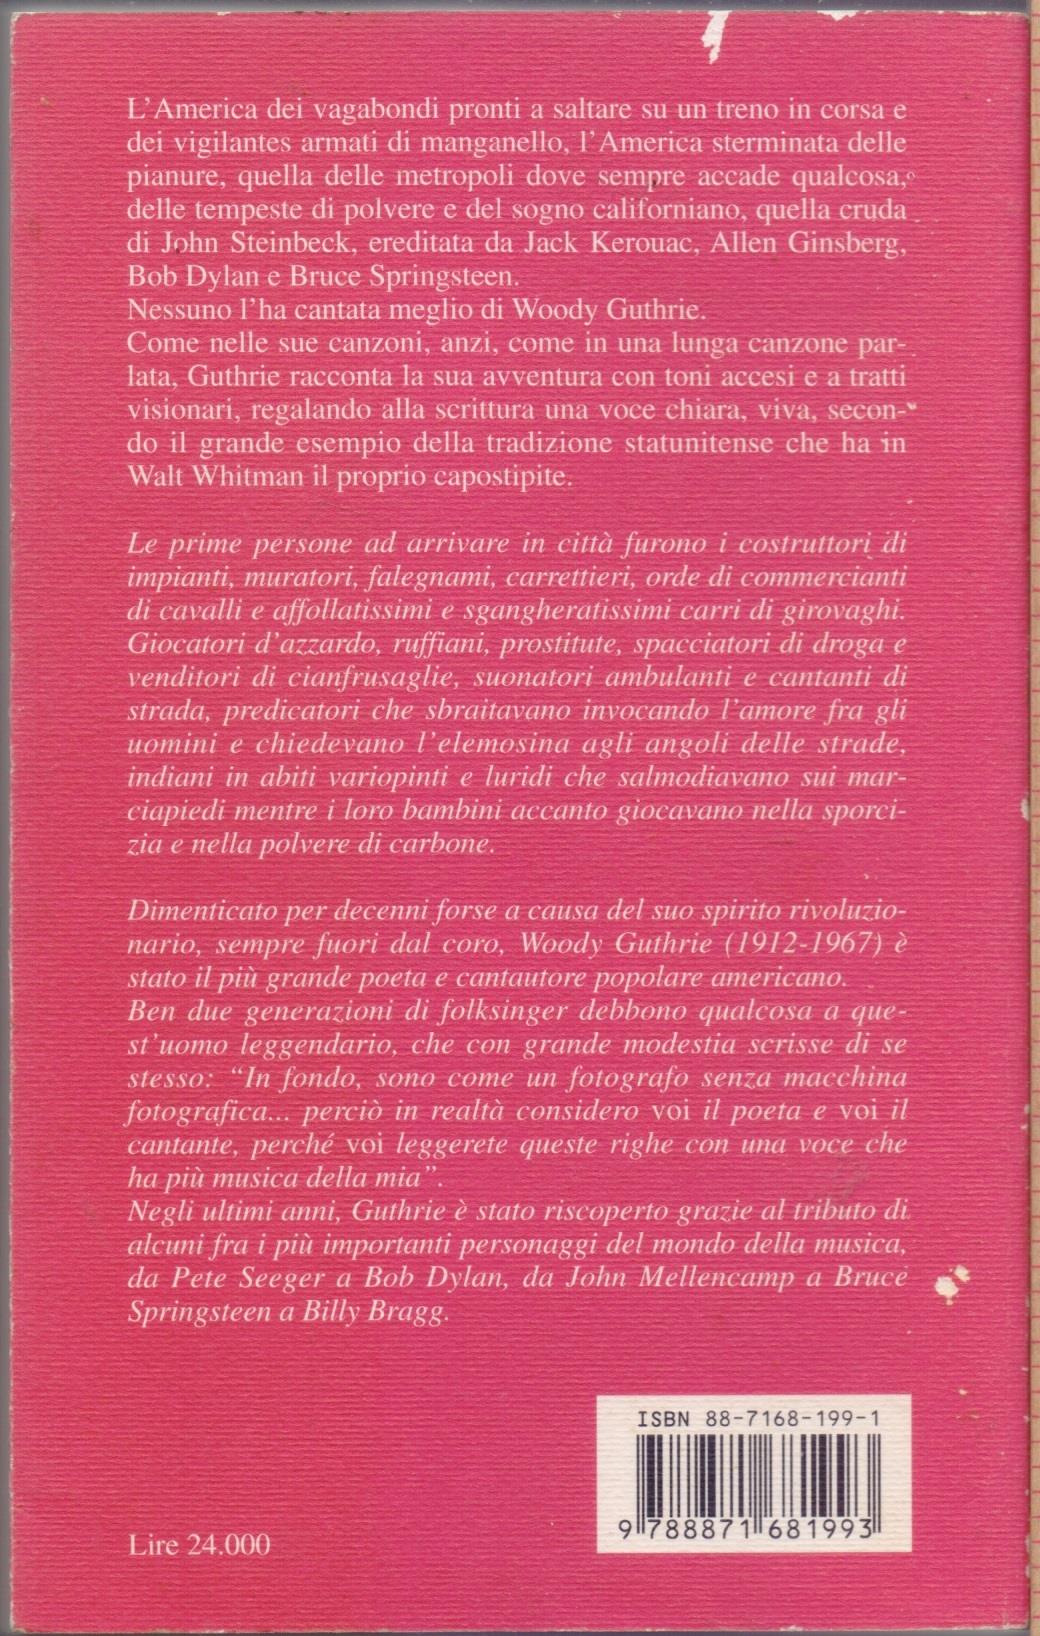 L'America dei vagabondi pronti a saltare su un treno in corsa e
dei vigilantes armati di manganello, l'America sterminata delle
pianure, quella delle metropoli dove sempre accade qualcosa,
delle tempeste di polvere e del sogno californiano, quella cruda
di John Steinbeck, ereditata da Jack Kerouac, Allen Ginsberg,
Bob Dylan e Bruce Springsteen.
Nessuno l'ha cantata meglio di Woody Guthrie.
Come nelle sue canzoni, anzi, come in una lunga canzone par-
lata, Guthrie racconta la sua avventura con toni accesi e a tratti
visionari, regalando alla scrittura una voce chiara, viva, secon-
do il grande esempio della tradizione statunitense che ha in
Walt Whitman il proprio capostipite.
Le prime persone ad arrivare in città furono i costruttori di
impianti, muratori, falegnami, carrettieri, orde di commercianti
di cavalli e affollatissimi e sgangheratissimi carri di girovaghi.
Giocatori d'azzardo, ruffiani, prostitute, spacciatori di droga e
venditori di cianfrusaglie, suonatori ambulanti e cantanti di
strada, predicatori che sbraitavano invocando l'amore fra gli
uomini e chiedevano l'elemosina agli angoli delle strade,
indiani in abiti variopinti e luridi che salmodiavano sui mar-
ciapiedi mentre i loro bambini accanto giocavano nella sporci-
zia e nella polvere di carbone.
Dimenticato per decenni forse a causa del suo spirito rivoluzio-
nario, sempre fuori dal coro, Woody Guthrie (1912-1967) è
stato il più grande poeta e cantautore popolare americano.
Ben due generazioni di folksinger debbono qualcosa a que-
st'uomo leggendario, che con grande modestia scrisse di se
stesso: “In fondo, sono come un fotografo senza macchina
fotografica... perciò in realtà considero voi il poeta e voi il
cantante, perché voi leggerete queste righe con una voce che
ha più musica della mia”.
Negli ultimi anni, Guthrie è stato riscoperto grazie al tributo di
alcuni fra i più importanti personaggi del mondo della musica,
da Pete Seeger a Bob Dylan, da John Mellencamp a Bruce
Springsteen a Billy Bragg.
ISBN 88-7168-199-1
9 788871 681993
Lire 24.000